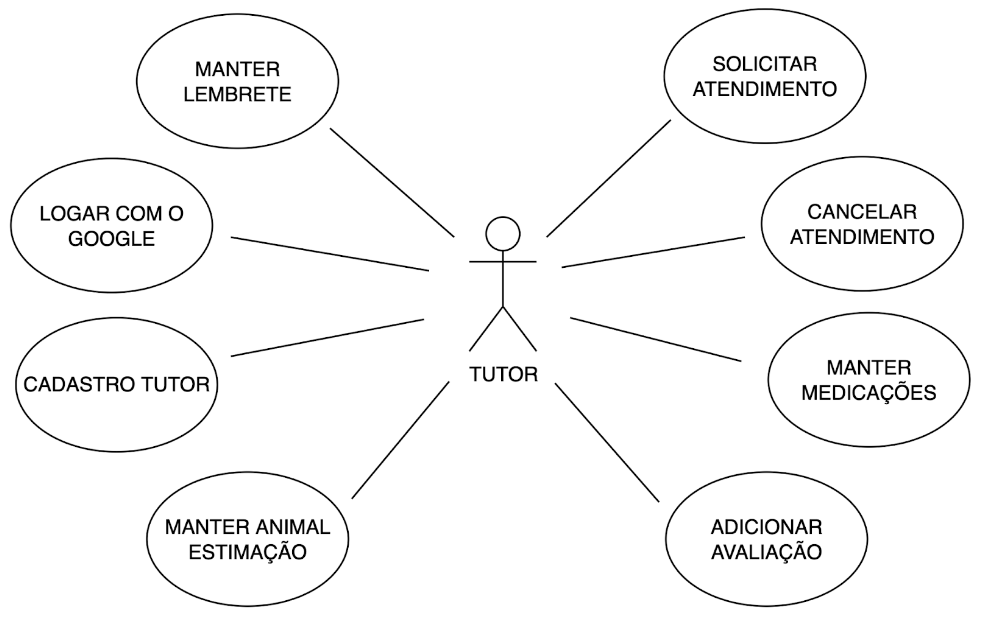 MANTER
LEMBRETE
SOLICITAR
ATENDIMENTO
LOGAR COM O
GOOGLE
CANCELAR
ATENDIMENTO
CADASTRO TUTOR
TUTOR
MANTER
MEDICAÇÕES
MANTER ANIMAL
ESTIMAÇÃO
ADICIONAR
AVALIAÇÃO